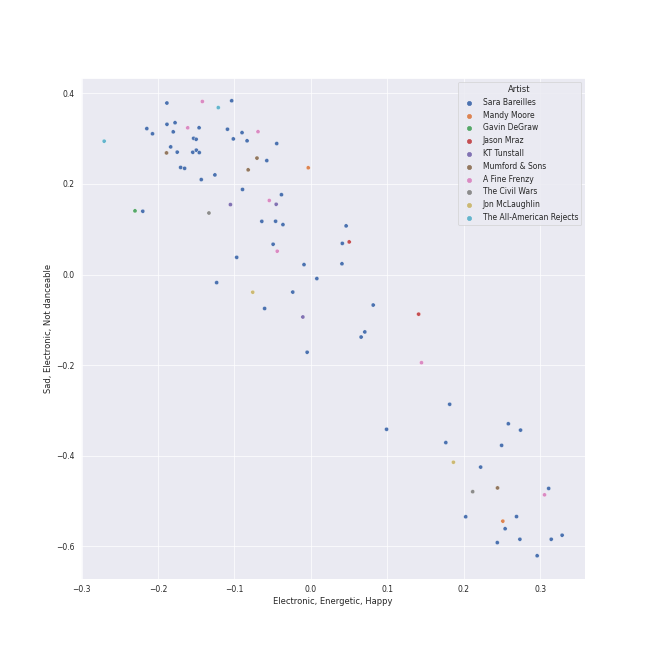 Artist
Sara Bareilles
Mandy Moore
Gavin DeGraw
Jason Mraz
KT Tunstall
Mumford & Sons
A Fine Frenzy
The Civil Wars
Jon McLaughlin
The All-American Rejects
0.4
0.2
0.0
−0.2
−0.4
−0.6
Sad, Electronic, Not danceable
−0.3 −0.2 −0.1 0.0 0.1 0.2 0.3
Electronic, Energetic, Happy